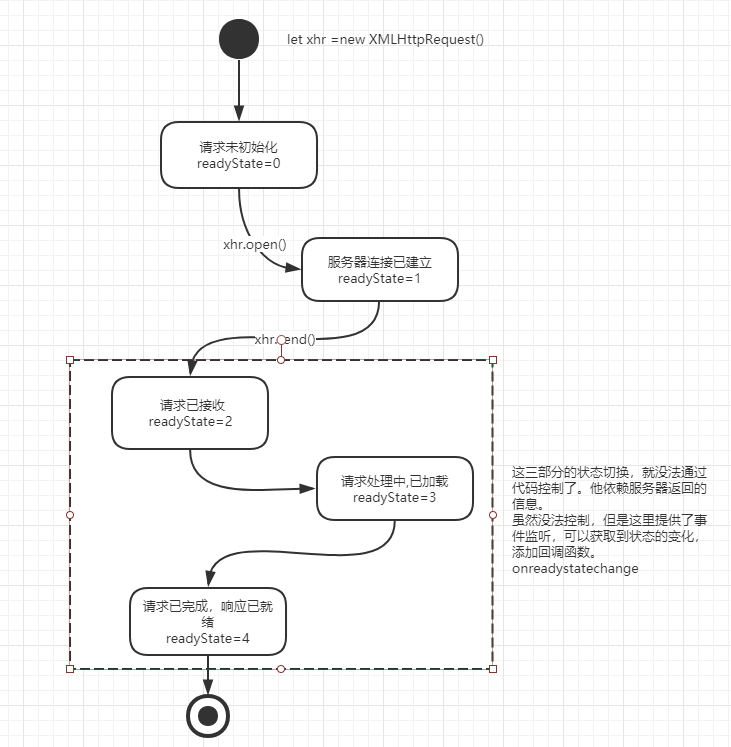 let xhr =new XMLHttpRequest()
请求未初始化
readyState=0
xhr.open()
服务器连接已建立
readyState=1
xhr. end()
请求已接收
readyState=2
请求处理中,已加载
readyState=3
这三部分的状态切换，就没法通过
代码控制了。他依赖服务器返回的
信息。
虽然没法控制，但是这里提供了事
件监听，可以获取到状态的变化，
添加回调函数。
onreadystatechange
请求已完成，响应已就
绪
readyState=4